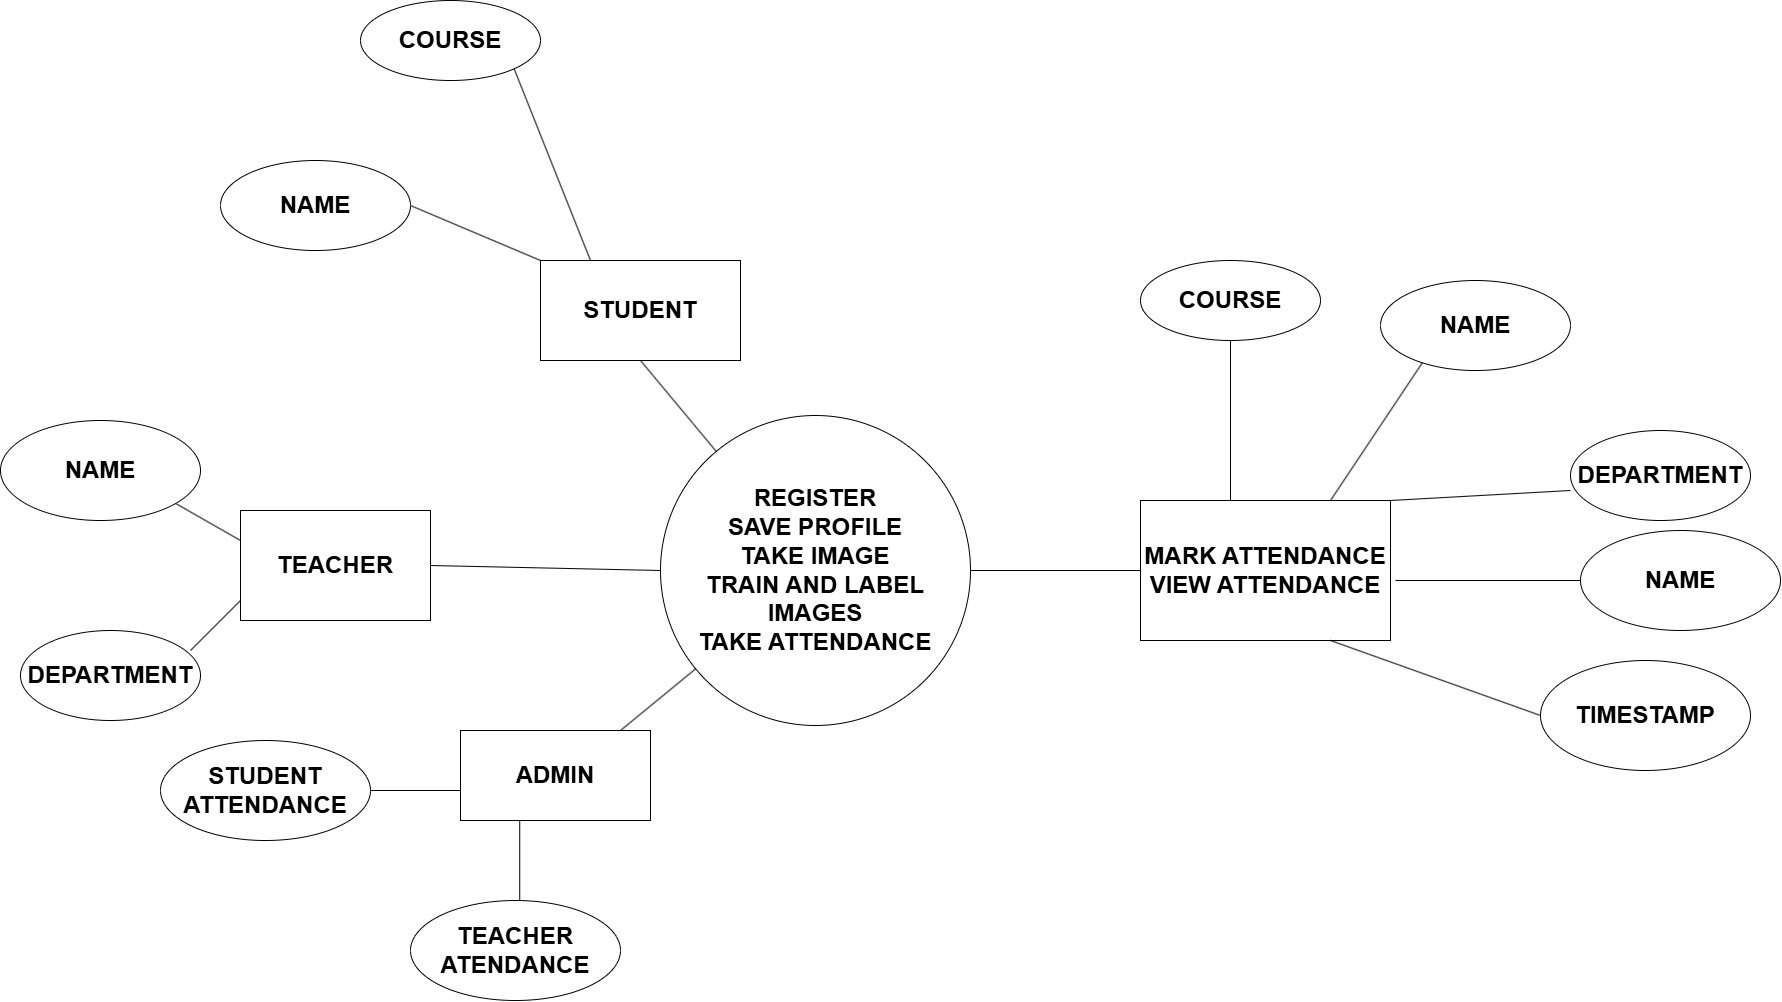 COURSE
NAME
STUDENT
COURSE
NAME
NAME
TEACHER
DEPARTMENT
REGISTER
SAVE PROFILE
TAKE IMAGE
TRAIN AND LABEL
IMAGES
TAKE ATTENDANCE
MARK ATTENDANCE
VIEW ATTENDANCE
DEPARTMENT
NAME
TIMESTAMP
ADMIN
STUDENT
ATTENDANCE
TEACHER
ATENDANCE